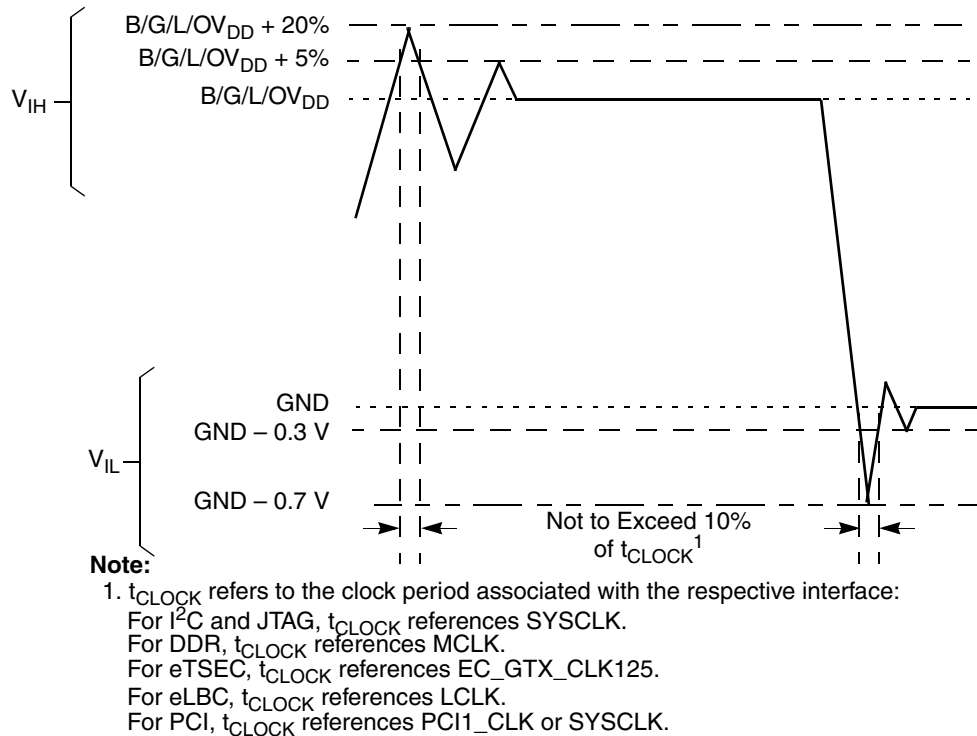 B/G/L/OV_DD + 20%
B/G/L/OV_DD + 5%
B/G/L/OV_DD
V_IH
GND
GND – 0.3 V
V_IL
GND – 0.7 V
Not to Exceed 10%
of t_CLOCK¹
Note:
1. t_CLOCK refers to the clock period associated with the respective interface:
For I²C and JTAG, t_CLOCK references SYSCLK.
For DDR, t_CLOCK references MCLK.
For eTSEC, t_CLOCK references EC_GTX_CLK125.
For eLBC, t_CLOCK references LCLK.
For PCI, t_CLOCK references PCI1_CLK or SYSCLK.